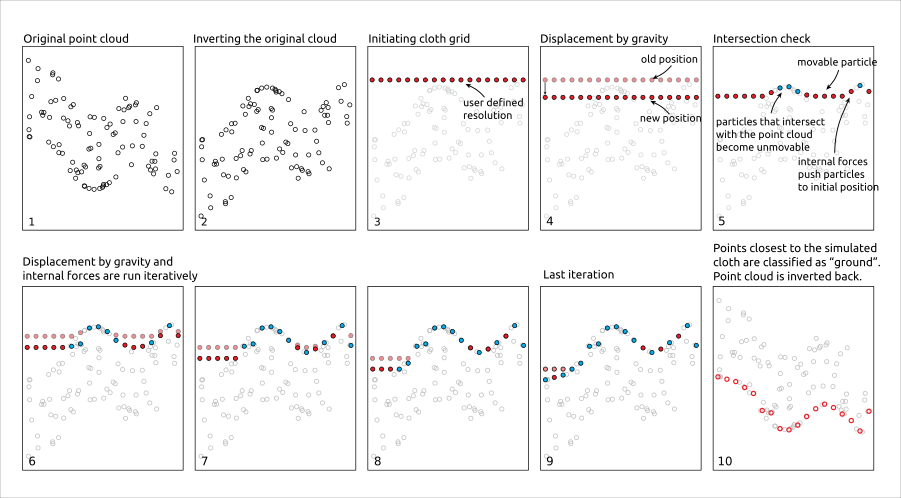 Original point cloud
1
Inverting the original cloud
2
Initiating cloth grid
user defined
resolution
3
Displacement by gravity
old position
new position
4
Intersection check
movable particle
particles that intersect
with the point cloud
become unmovable
internal forces
push particles
to initial position
5
Displacement by gravity and
internal forces are run iteratively
6
7
8
Last iteration
9
Points closest to the simulated
cloth are classified as “ground”.
Point cloud is inverted back.
10